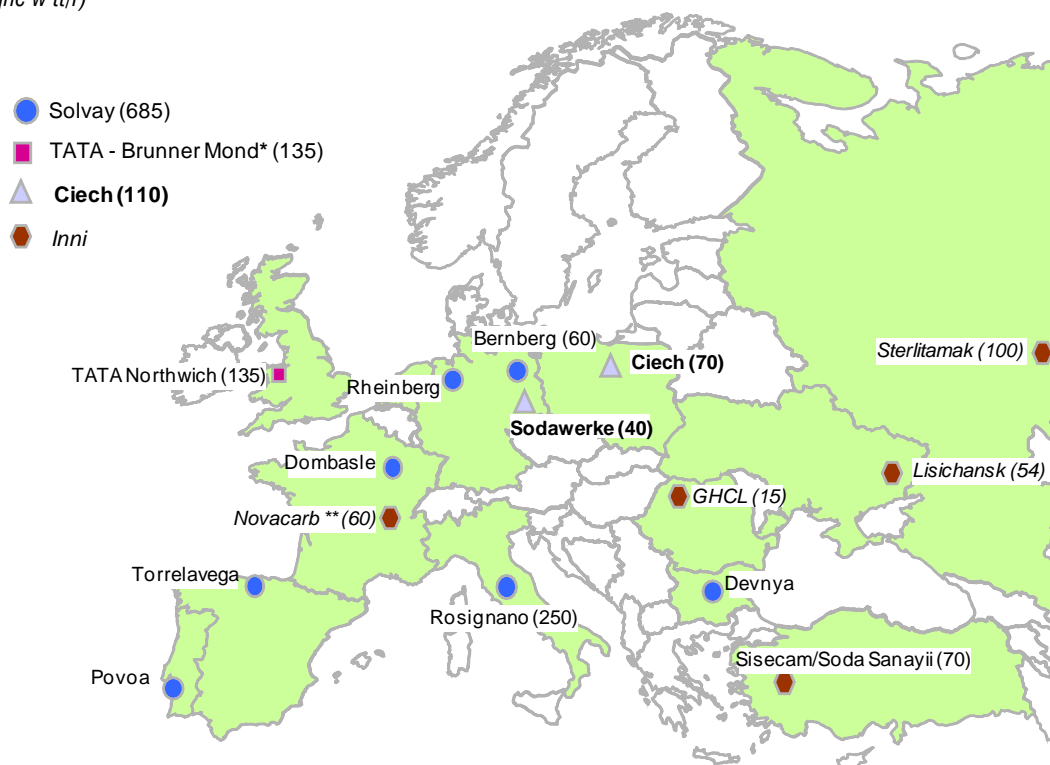 Solvay (685)
TATA - Brunner Mond* (135)
Ciech (110)
Inni
Bernberg (60)
Sterlitamak (100)
Ciech (70)
TATA Northwich (135)
Rheinberg
Sodawerke (40)
Dombasle
Lisichansk (54)
GHCL (15)
Novacarb ** (60)
Torrelavega
Devnya
Rosignano (250)
Sisecam/Soda Sanayii (70)
Povoa